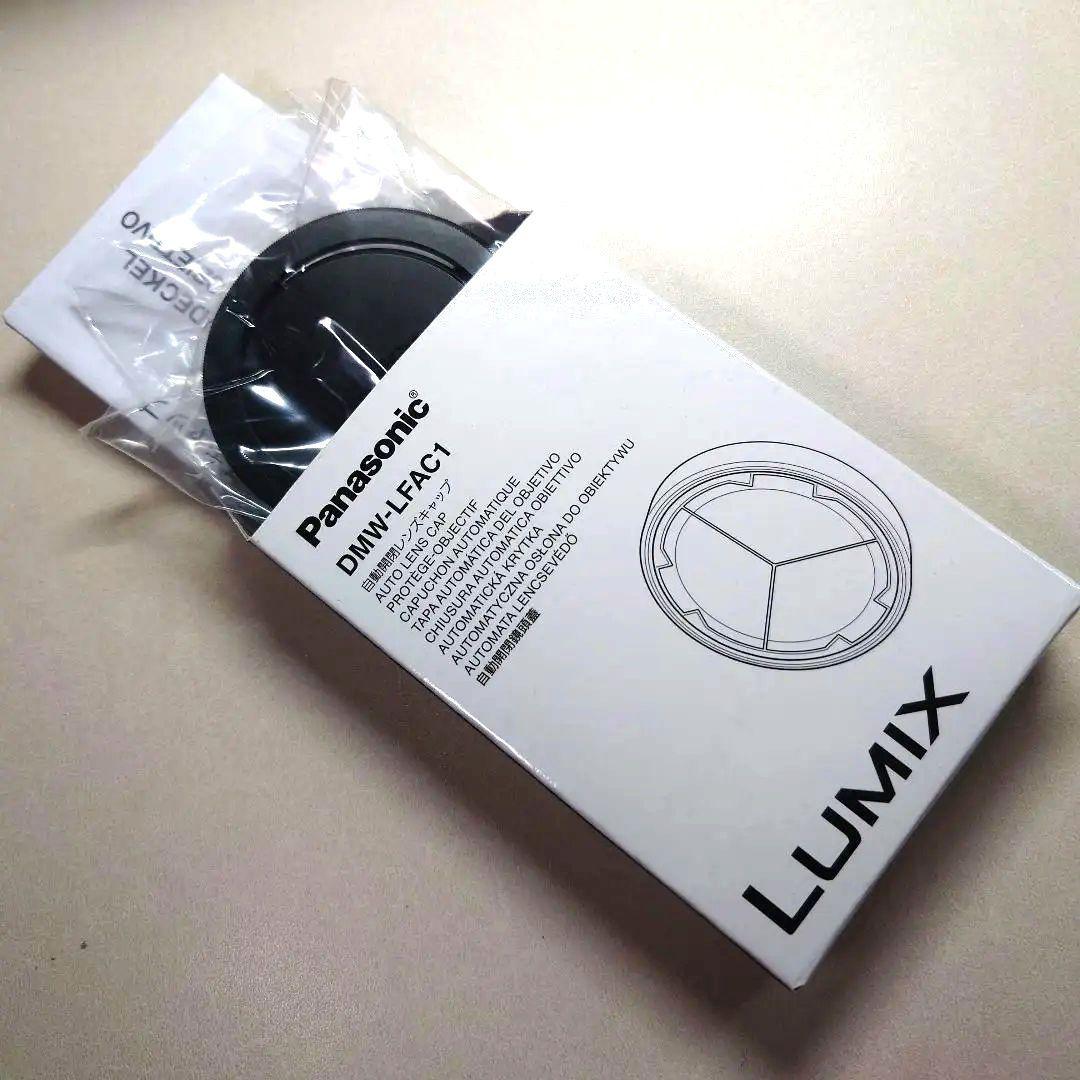 Panasonic®
DMW-LFAC1
自動開閉レンズキャップ
AUTO LENS CAP
PROTÈGE-OBJECTIF
CAPUCHON AUTOMATIQUE
TAPA AUTOMÁTICA DEL OBJETIVO
CHIUSURA AUTOMATICA OBIETTIVO
AUTOMATICKÁ KRYTKA
AUTOMATYCZNA OSŁONA DO OBIEKTYWU
AUTOMATA LENCSEVÉDŐ
自動開閉鏡頭蓋
LUMIX